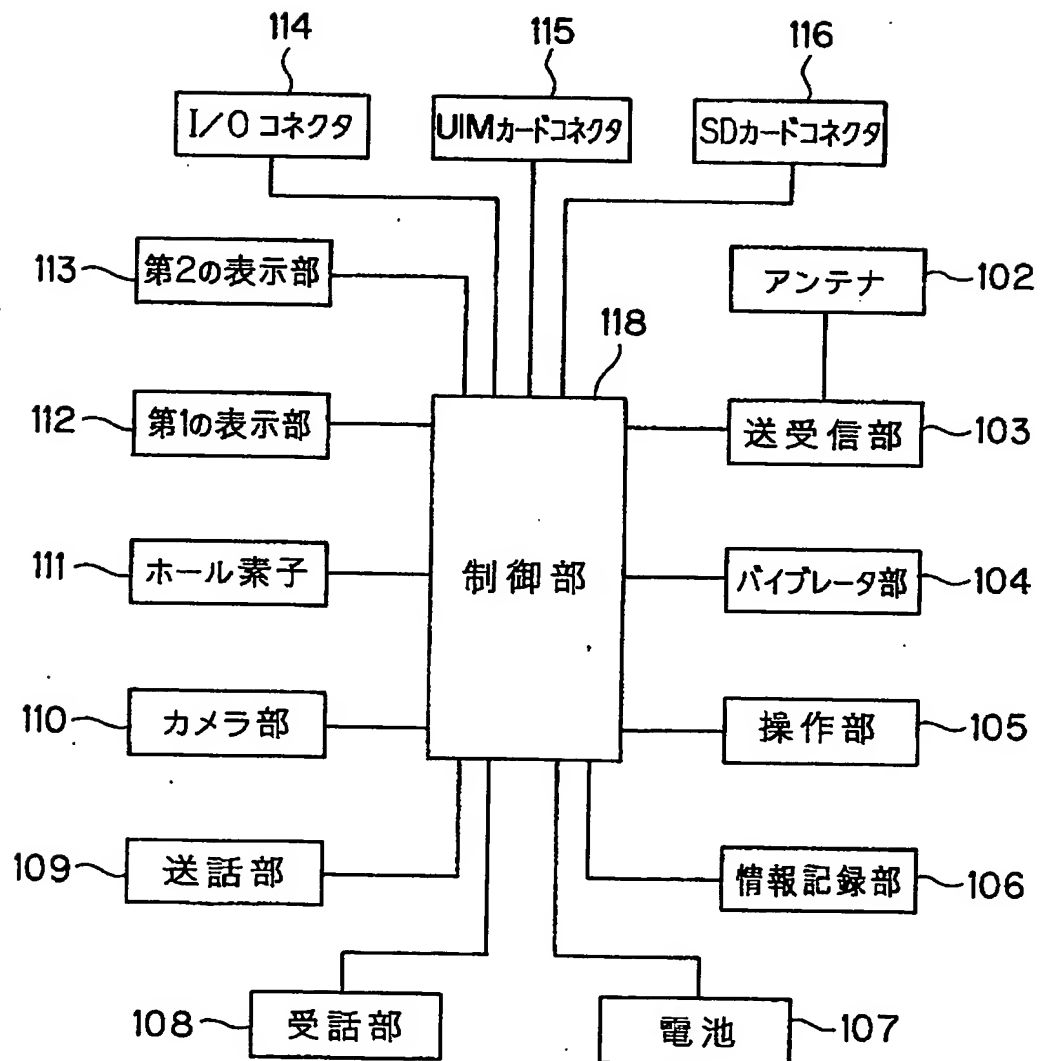 114
115
116
I/O コネクタ
UIMカードコネクタ
SDカードコネクタ
113
第2の表示部
アンテナ
102
118
112
第1の表示部
送受信部
103
111
ホール素子
制御部
バイブレータ部
104
110
カメラ部
操作部
105
109
送話部
情報記録部
106
108
受話部
電池
107